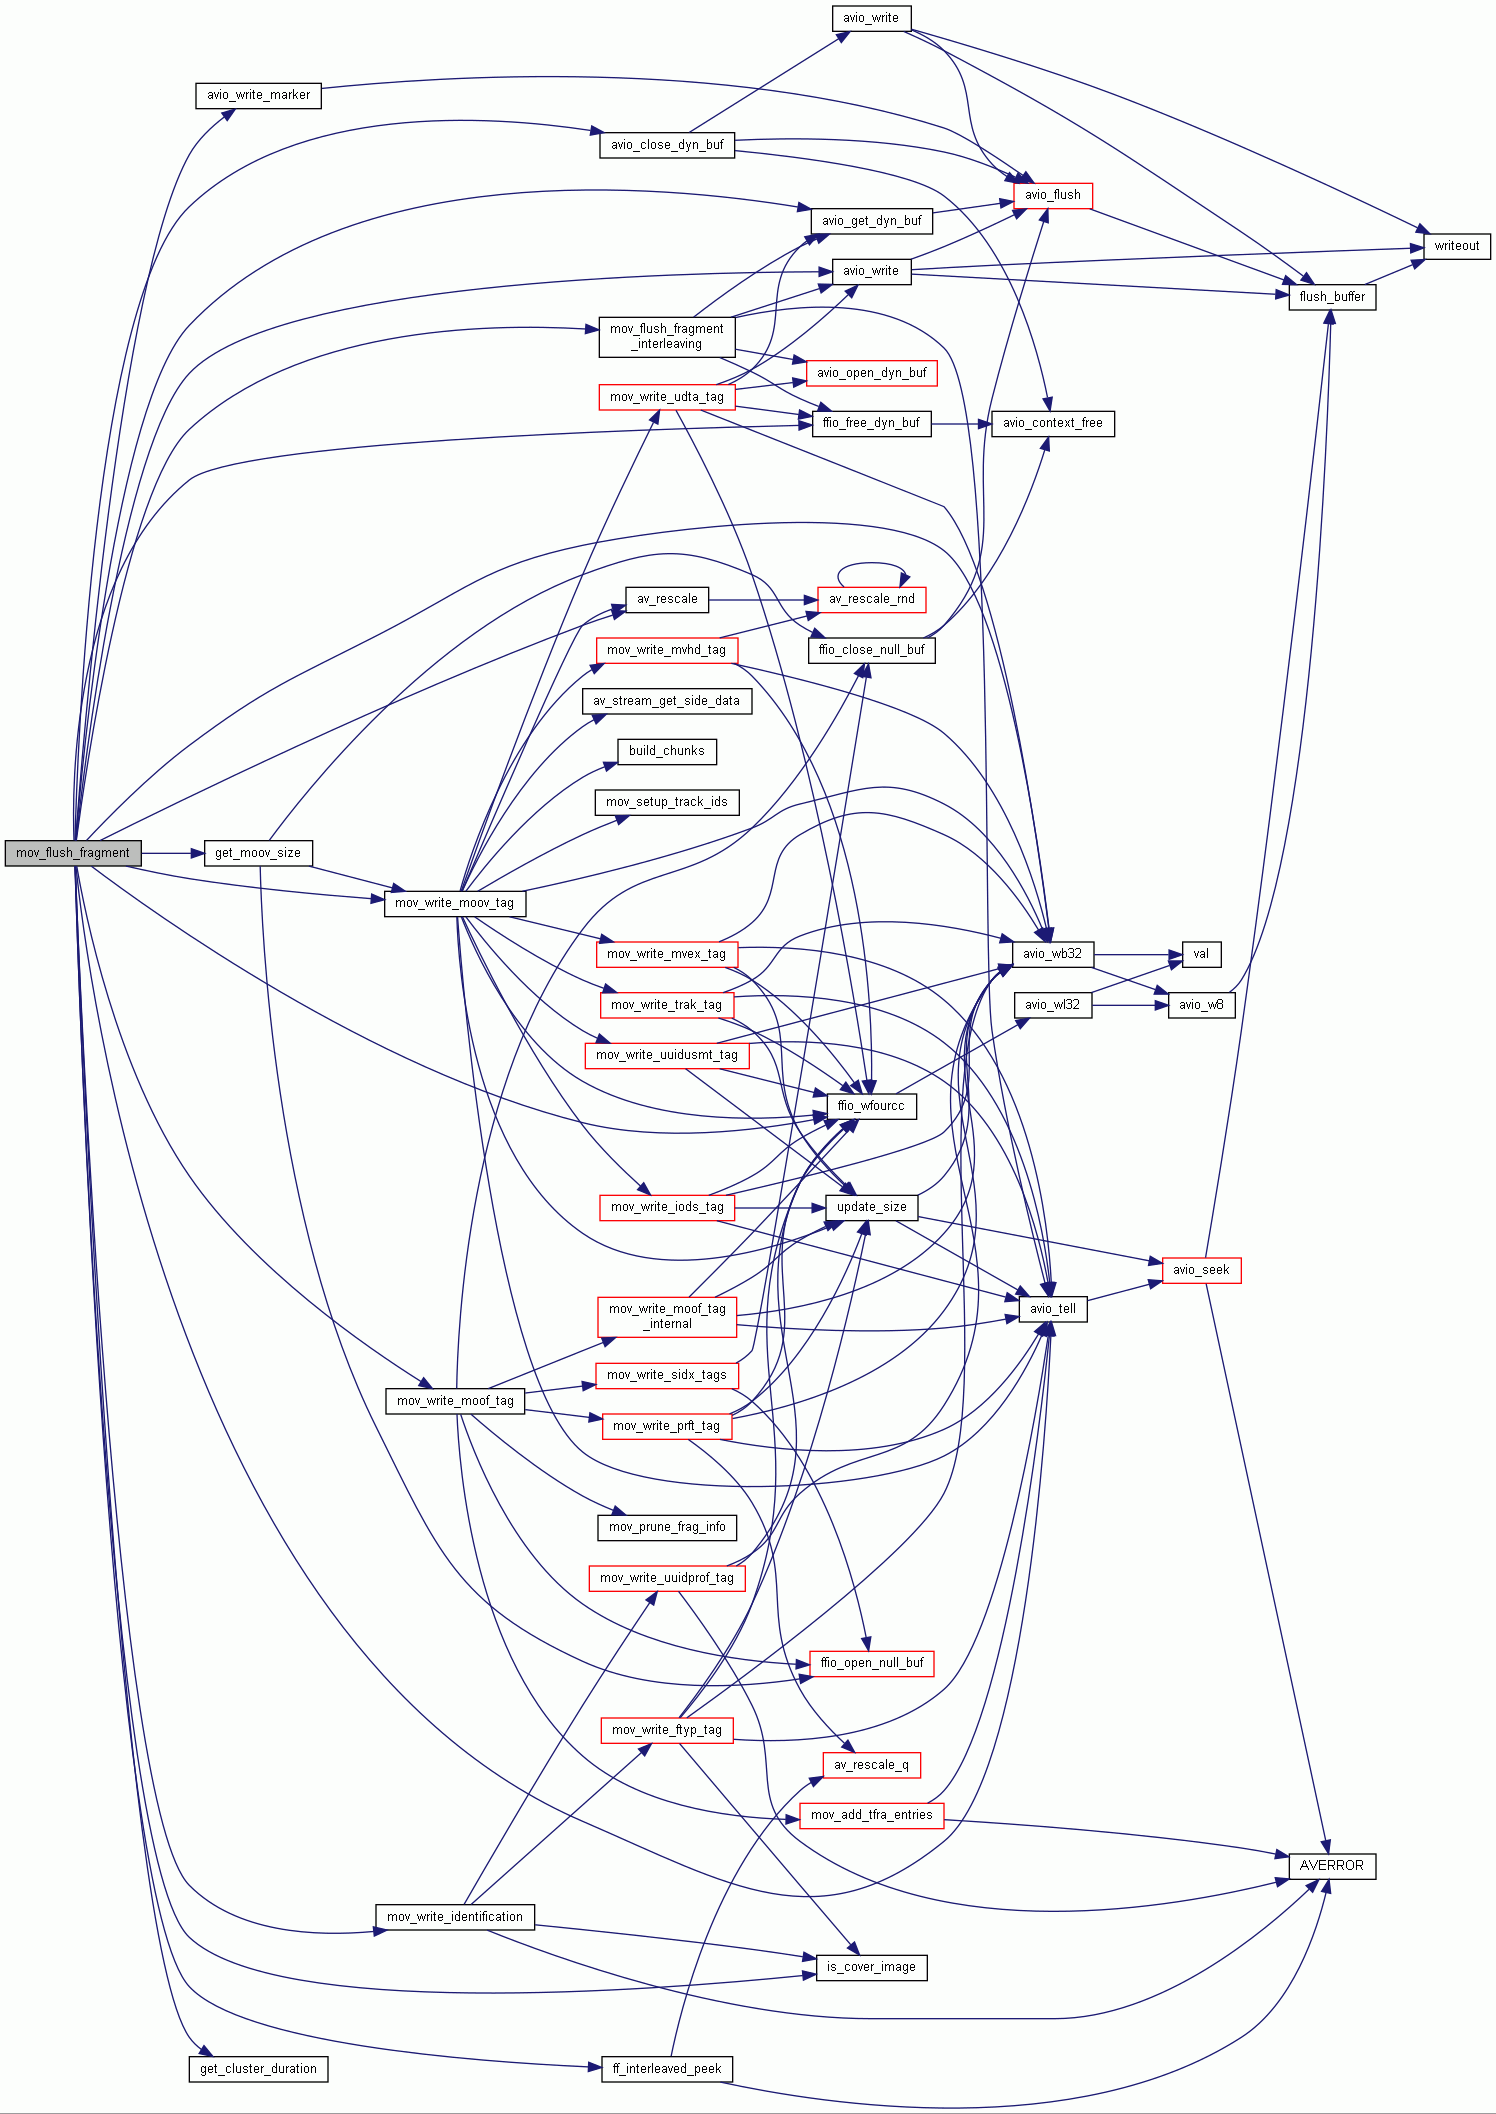 avio_write
avio_write_marker
avio_close_dyn_buf
avio_flush
avio_get_dyn_buf
writeout
avio_write
flush_buffer
mov_flush_fragment
_interleaving
avio_open_dyn_buf
mov_write_udta_tag
ffio_free_dyn_buf
avio_context_free
av_rescale
av_rescale_rnd
mov_write_mvhd_tag
ffio_close_null_buf
av_stream_get_side_data
build_chunks
mov_setup_track_ids
mov_flush_fragment
get_moov_size
mov_write_moov_tag
mov_write_mvex_tag
avio_wb32
val
mov_write_trak_tag
avio_wl32
avio_w8
mov_write_uuidusmt_tag
ffio_wfourcc
mov_write_iods_tag
update_size
avio_seek
mov_write_moof_tag
_internal
avio_tell
mov_write_sidx_tags
mov_write_moof_tag
mov_write_prft_tag
mov_prune_frag_info
mov_write_uuidprof_tag
ffio_open_null_buf
mov_write_ftyp_tag
av_rescale_q
mov_add_tfra_entries
AVERROR
mov_write_identification
is_cover_image
get_cluster_duration
ff_interleaved_peek